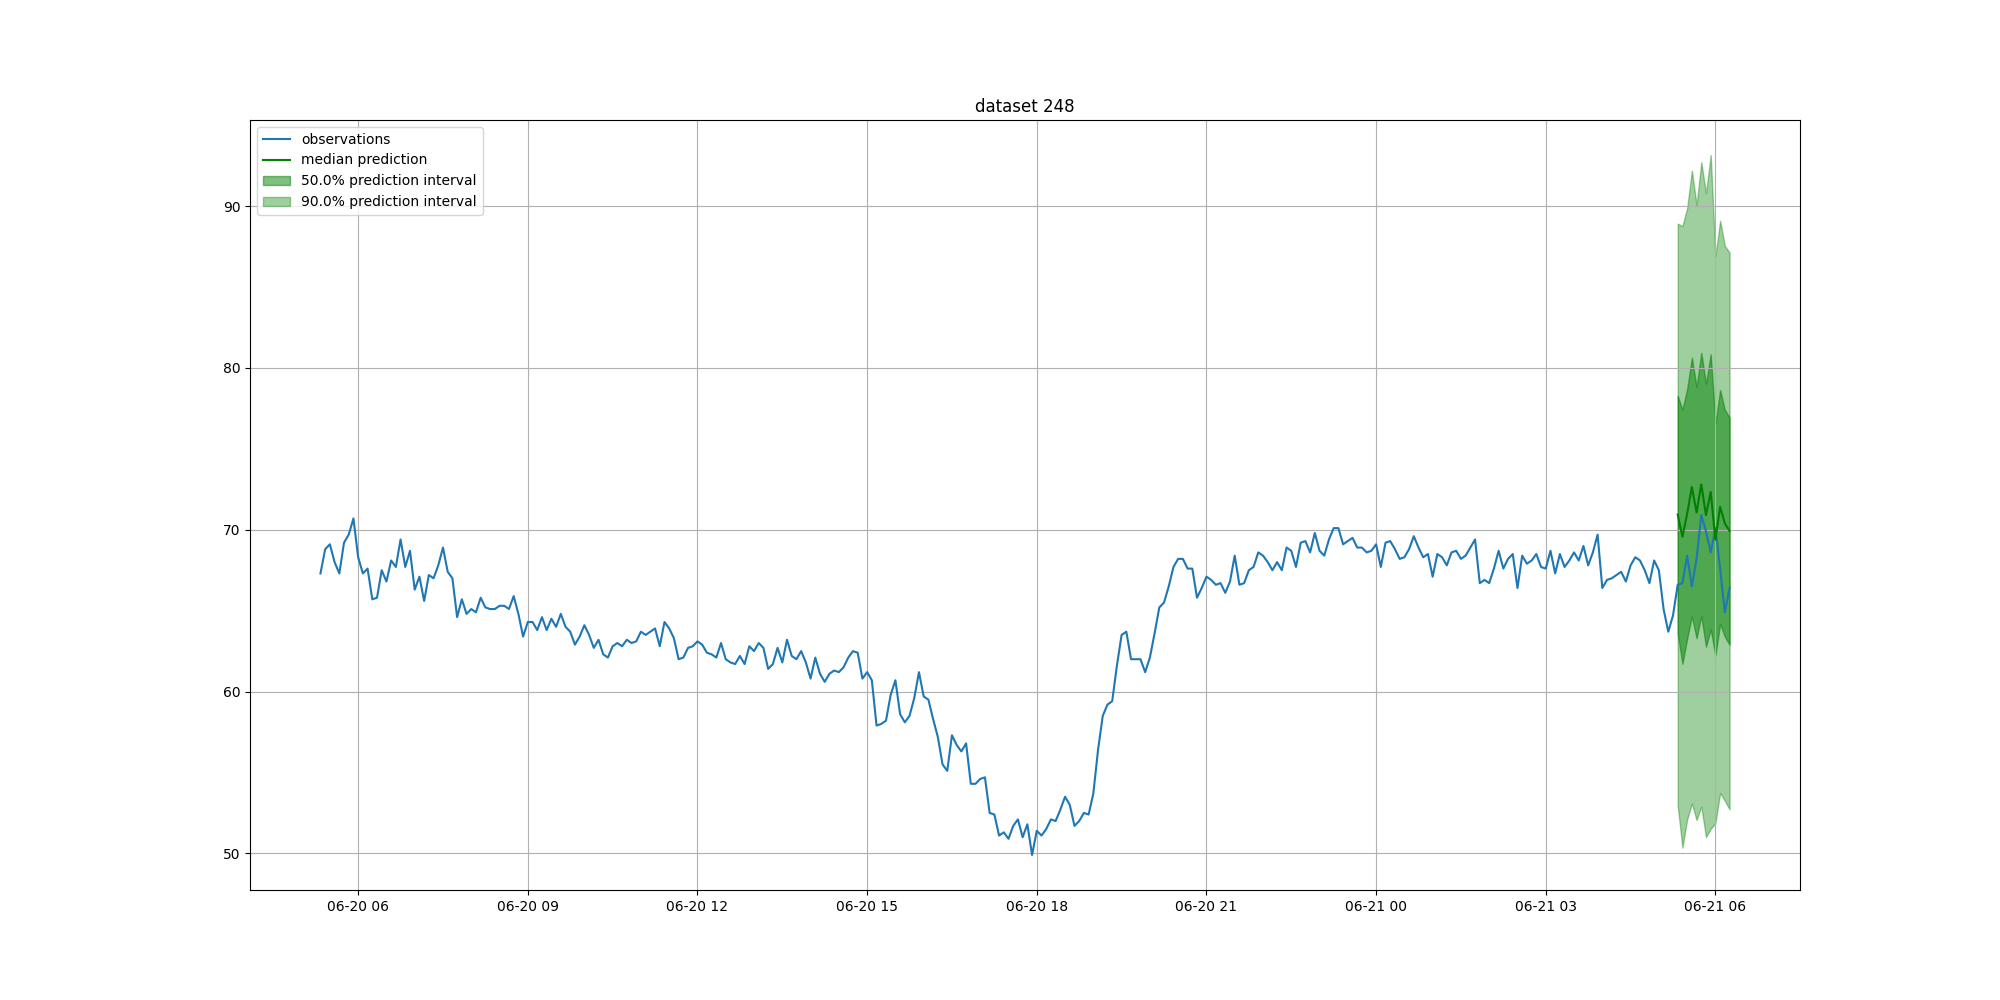 dataset 248
observations
median prediction
50.0% prediction interval
90.0% prediction interval
90
80
70
60
50
06-20 06
06-20 09
06-20 12
06-20 15
06-20 18
06-20 21
06-21 00
06-21 03
06-21 06